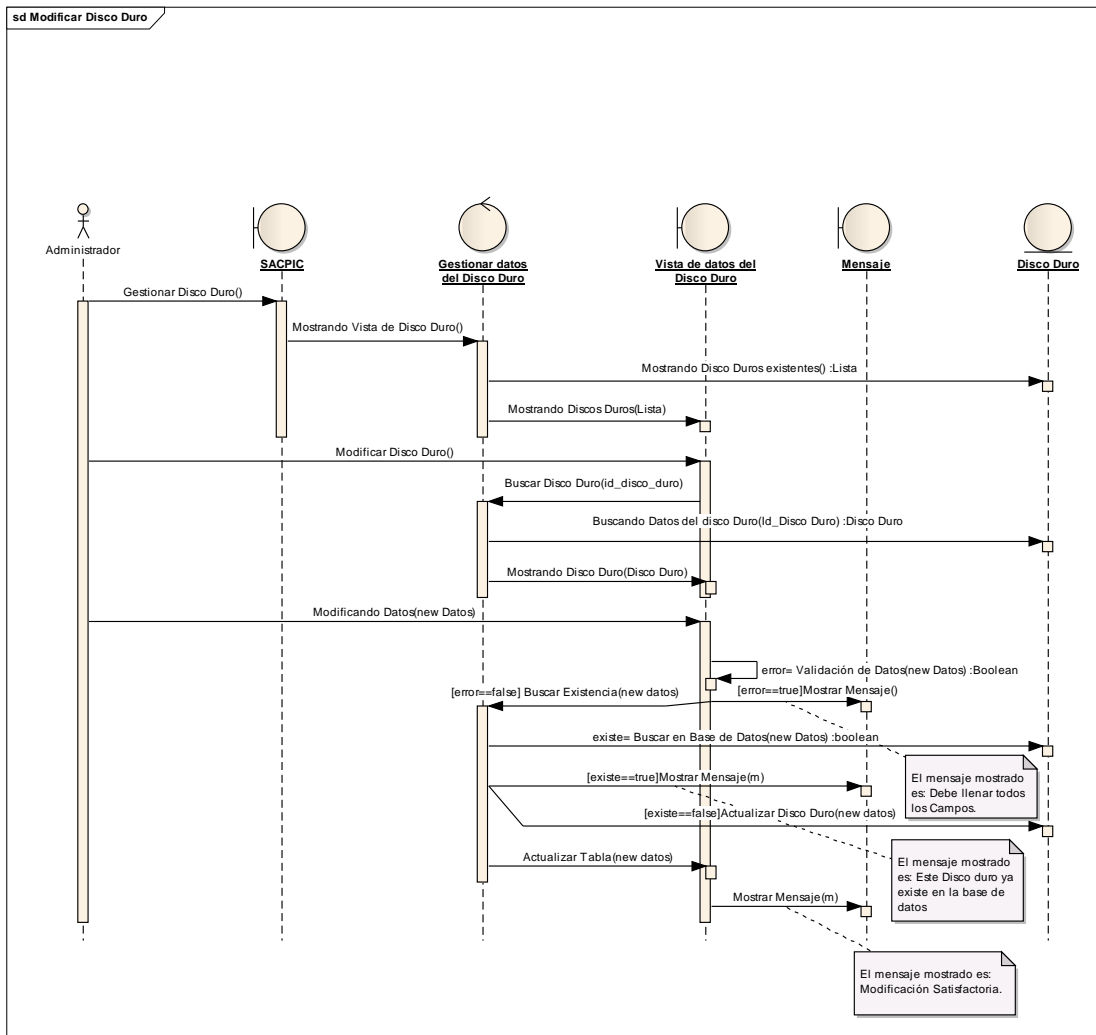 sd Modificar Disco Duro
Administrador
SACPIC
Gestionar datos
del Disco Duro
Vista de datos del
Disco Duro
Mensaje
Disco Duro
Gestionar Disco Duro()
Mostrando Vista de Disco Duro()
Mostrando Disco Duros existentes() :Lista
Mostrando Discos Duros(Lista)
Modificar Disco Duro()
Buscar Disco Duro(id_disco_duro)
Buscando Datos del disco Duro(Id_Disco Duro) :Disco Duro
Mostrando Disco Duro(Disco Duro)
Modificando Datos(new Datos)
error= Validación de Datos(new Datos) :Boolean
[error==false] Buscar Existencia(new datos)
[error==true]Mostrar Mensaje()
existe= Buscar en Base de Datos(new Datos) :boolean
El mensaje mostrado
es: Debe llenar todos
los Campos.
[existe==true]Mostrar Mensaje(m)
[existe==false]Actualizar Disco Duro(new datos)
Actualizar Tabla(new datos)
El mensaje mostrado
es: Este Disco duro ya
existe en la base de
datos
Mostrar Mensaje(m)
El mensaje mostrado es:
Modificación Satisfactoria.